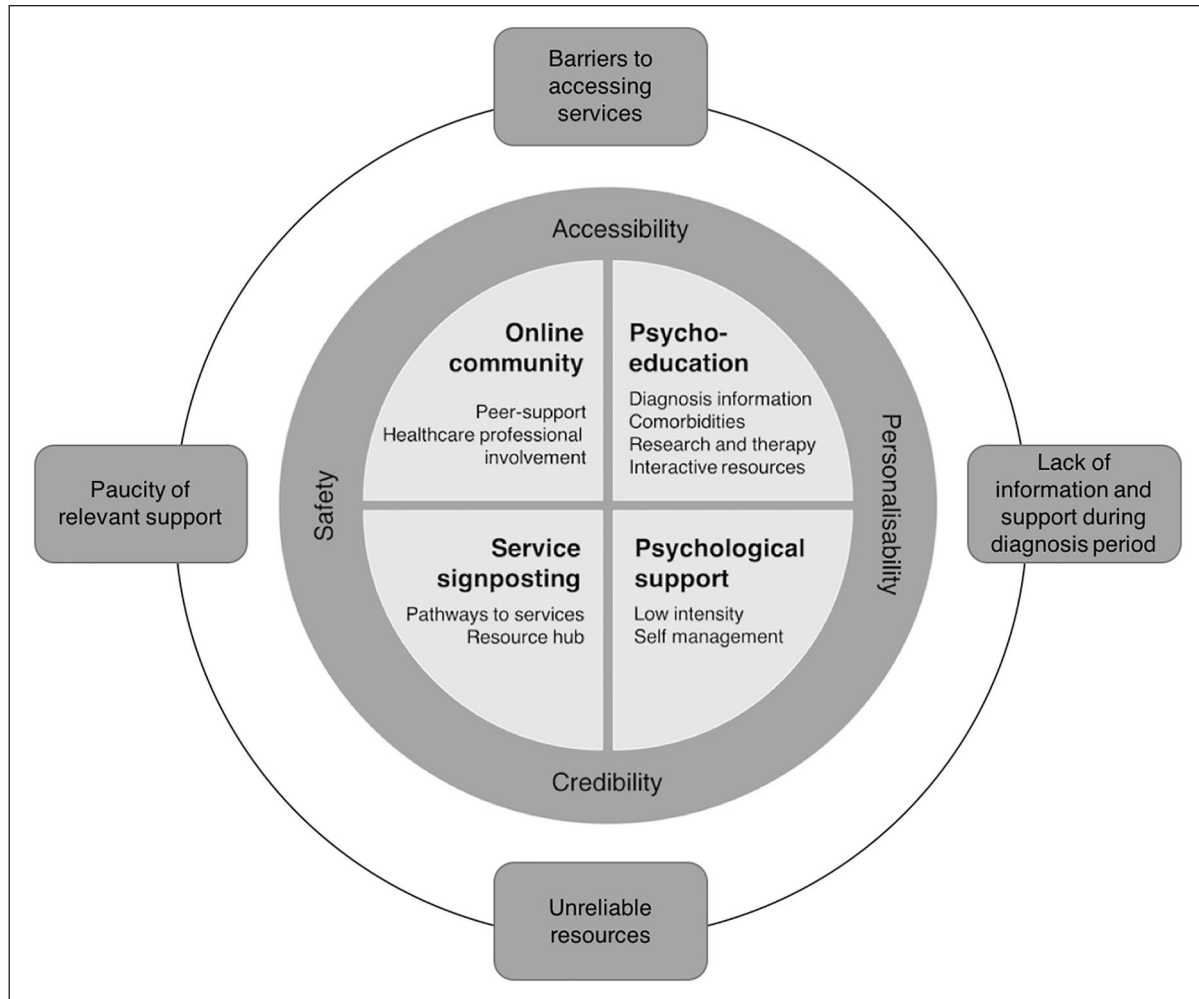 Barriers to
accessing
services
Accessibility
Online
community
Peer-support
Healthcare professional
involvement
Psycho-
education
Diagnosis information
Comorbidities
Research and therapy
Interactive resources
Paucity of
relevant support
Safety
Personalisability
Lack of
information and
support during
diagnosis period
Service
signposting
Pathways to services
Resource hub
Psychological
support
Low intensity
Self management
Credibility
Unreliable
resources